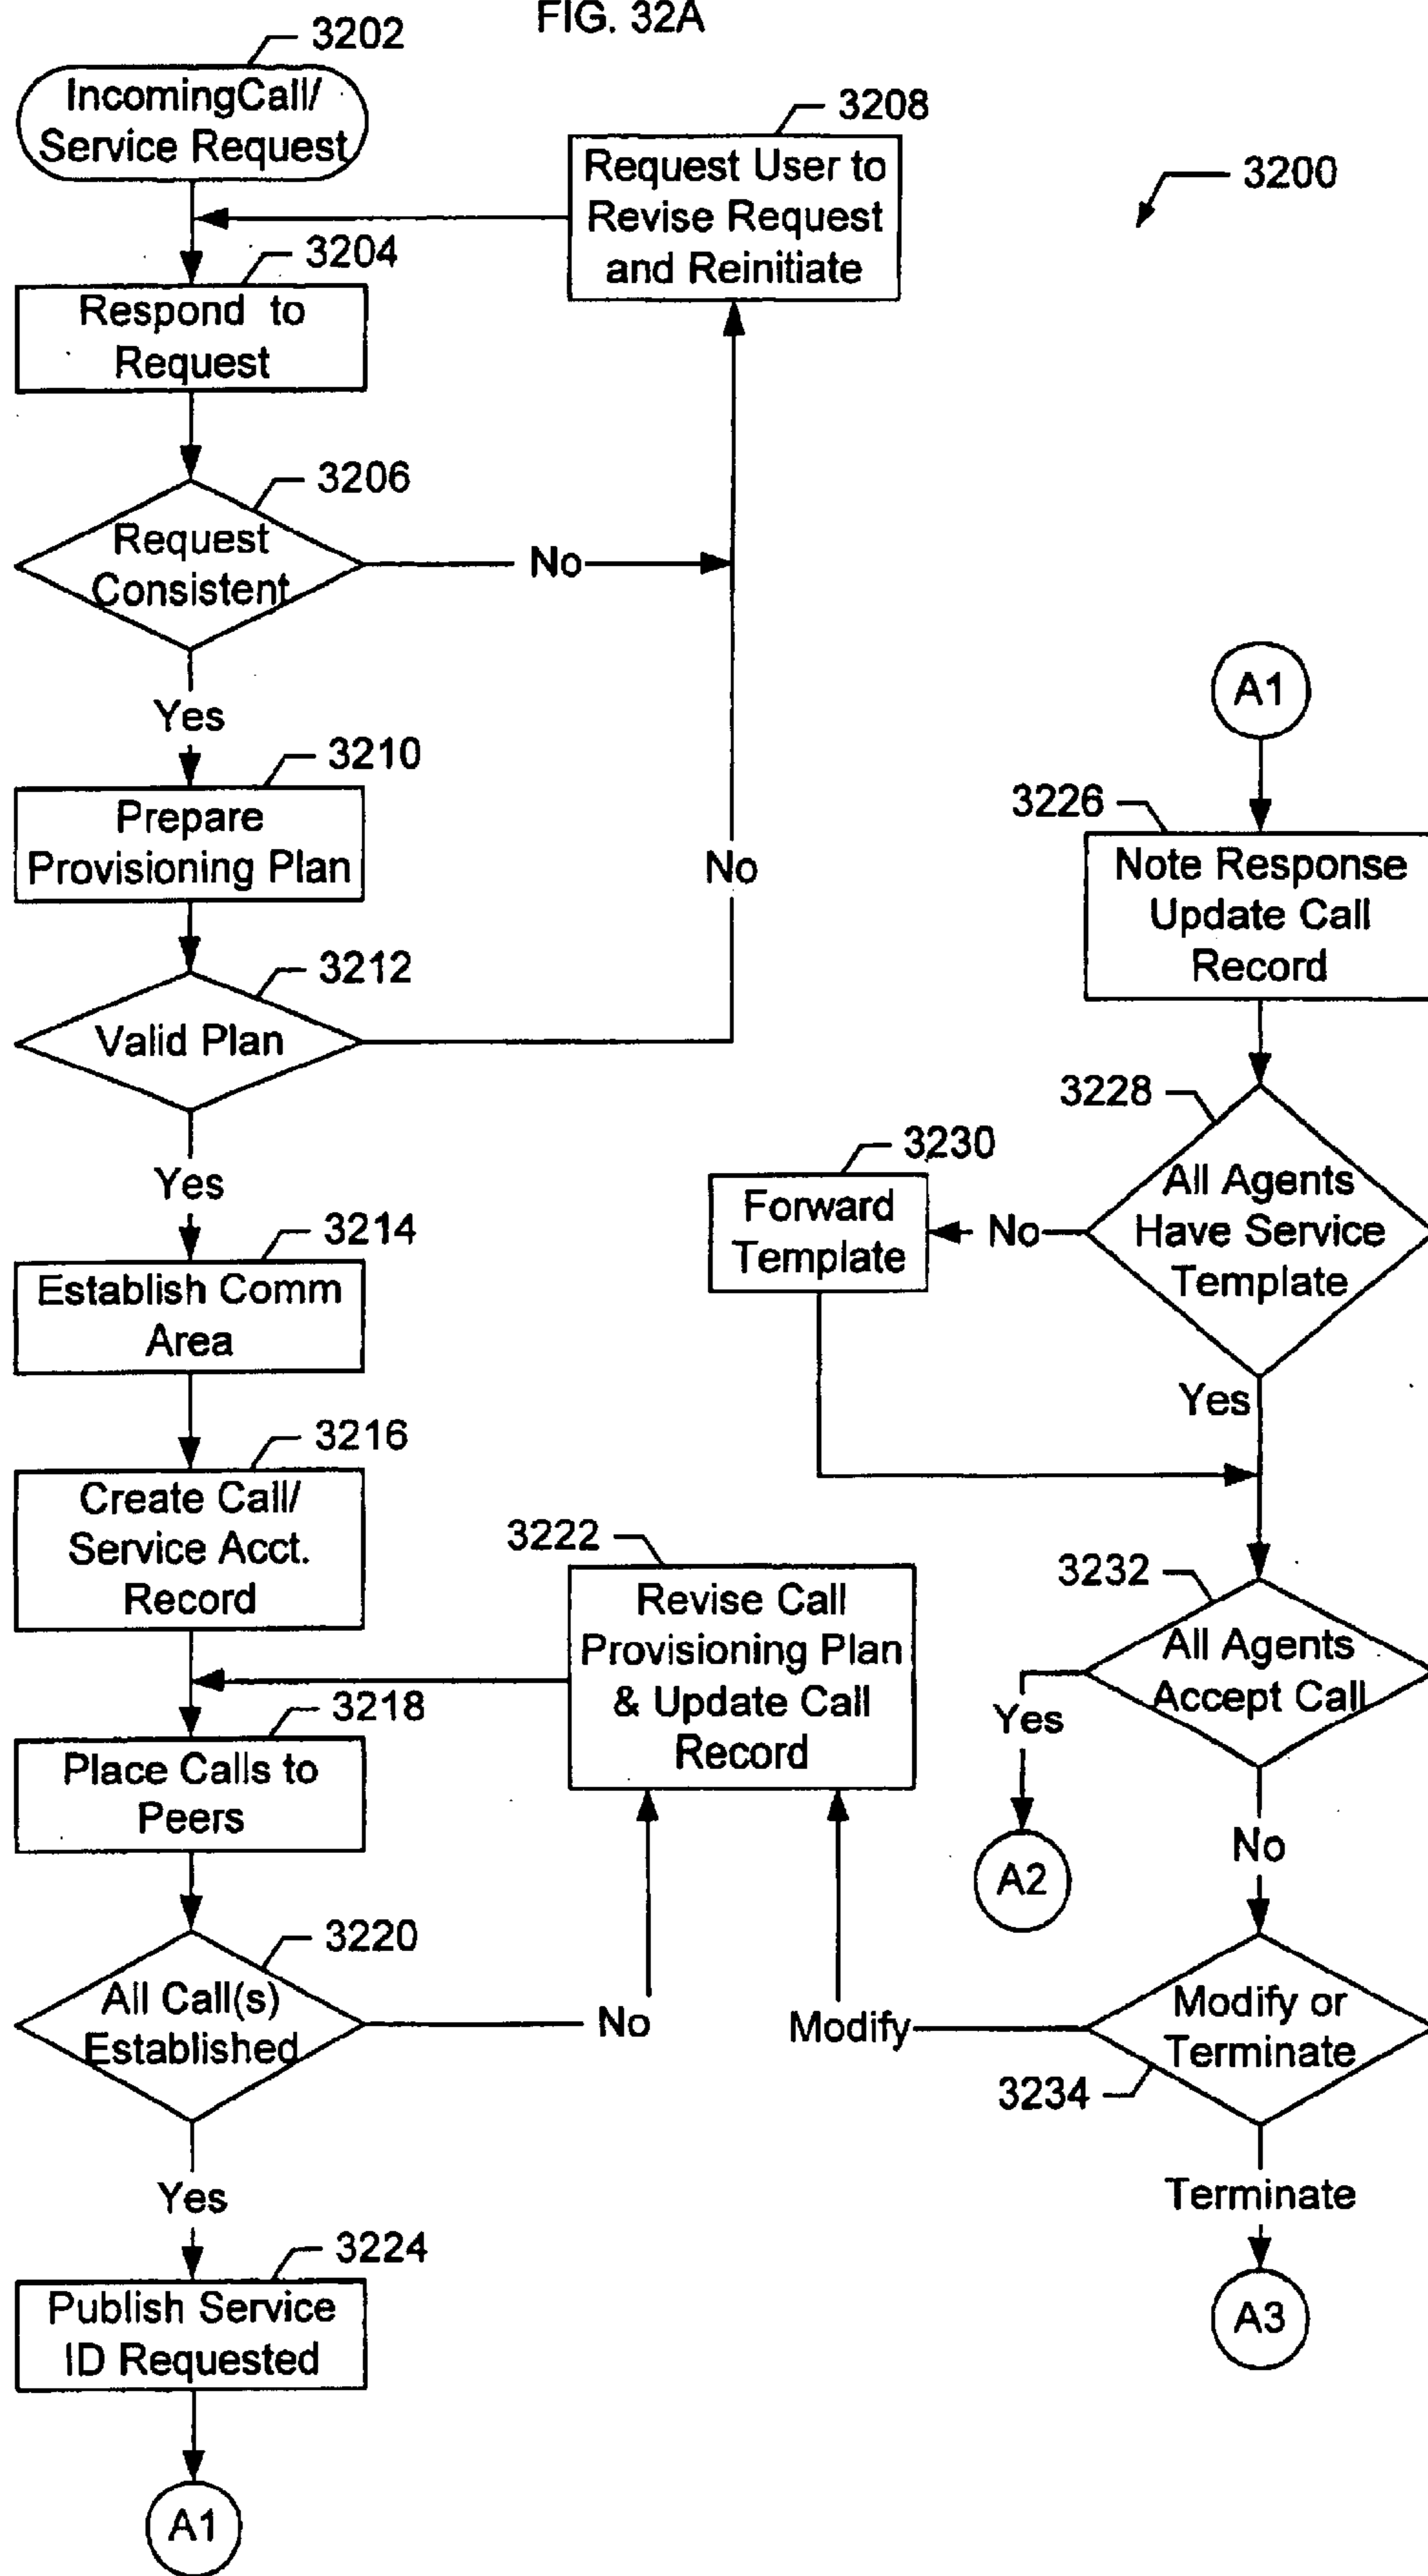 FIG. 32A
3202
IncomingCall/
Service Request
3208
Request User to
Revise Request
and Reinitiate
3200
3204
Respond to
Request
3206
Request
Consistent
No
Yes
3210
Prepare
Provisioning Plan
No
3212
Valid Plan
Yes
3214
Establish Comm
Area
3216
Create Call/
Service Acct.
Record
3222
Revise Call
Provisioning Plan
& Update Call
Record
3218
Place Calls to
Peers
3220
All Call(s)
Established
No
Yes
3224
Publish Service
ID Requested
A1
A1
3226
Note Response
Update Call
Record
3228
All Agents
Have Service
Template
No
3230
Forward
Template
Yes
3232
All Agents
Accept Call
Yes
A2
No
Modify or
Terminate
3234
Modify
Terminate
A3